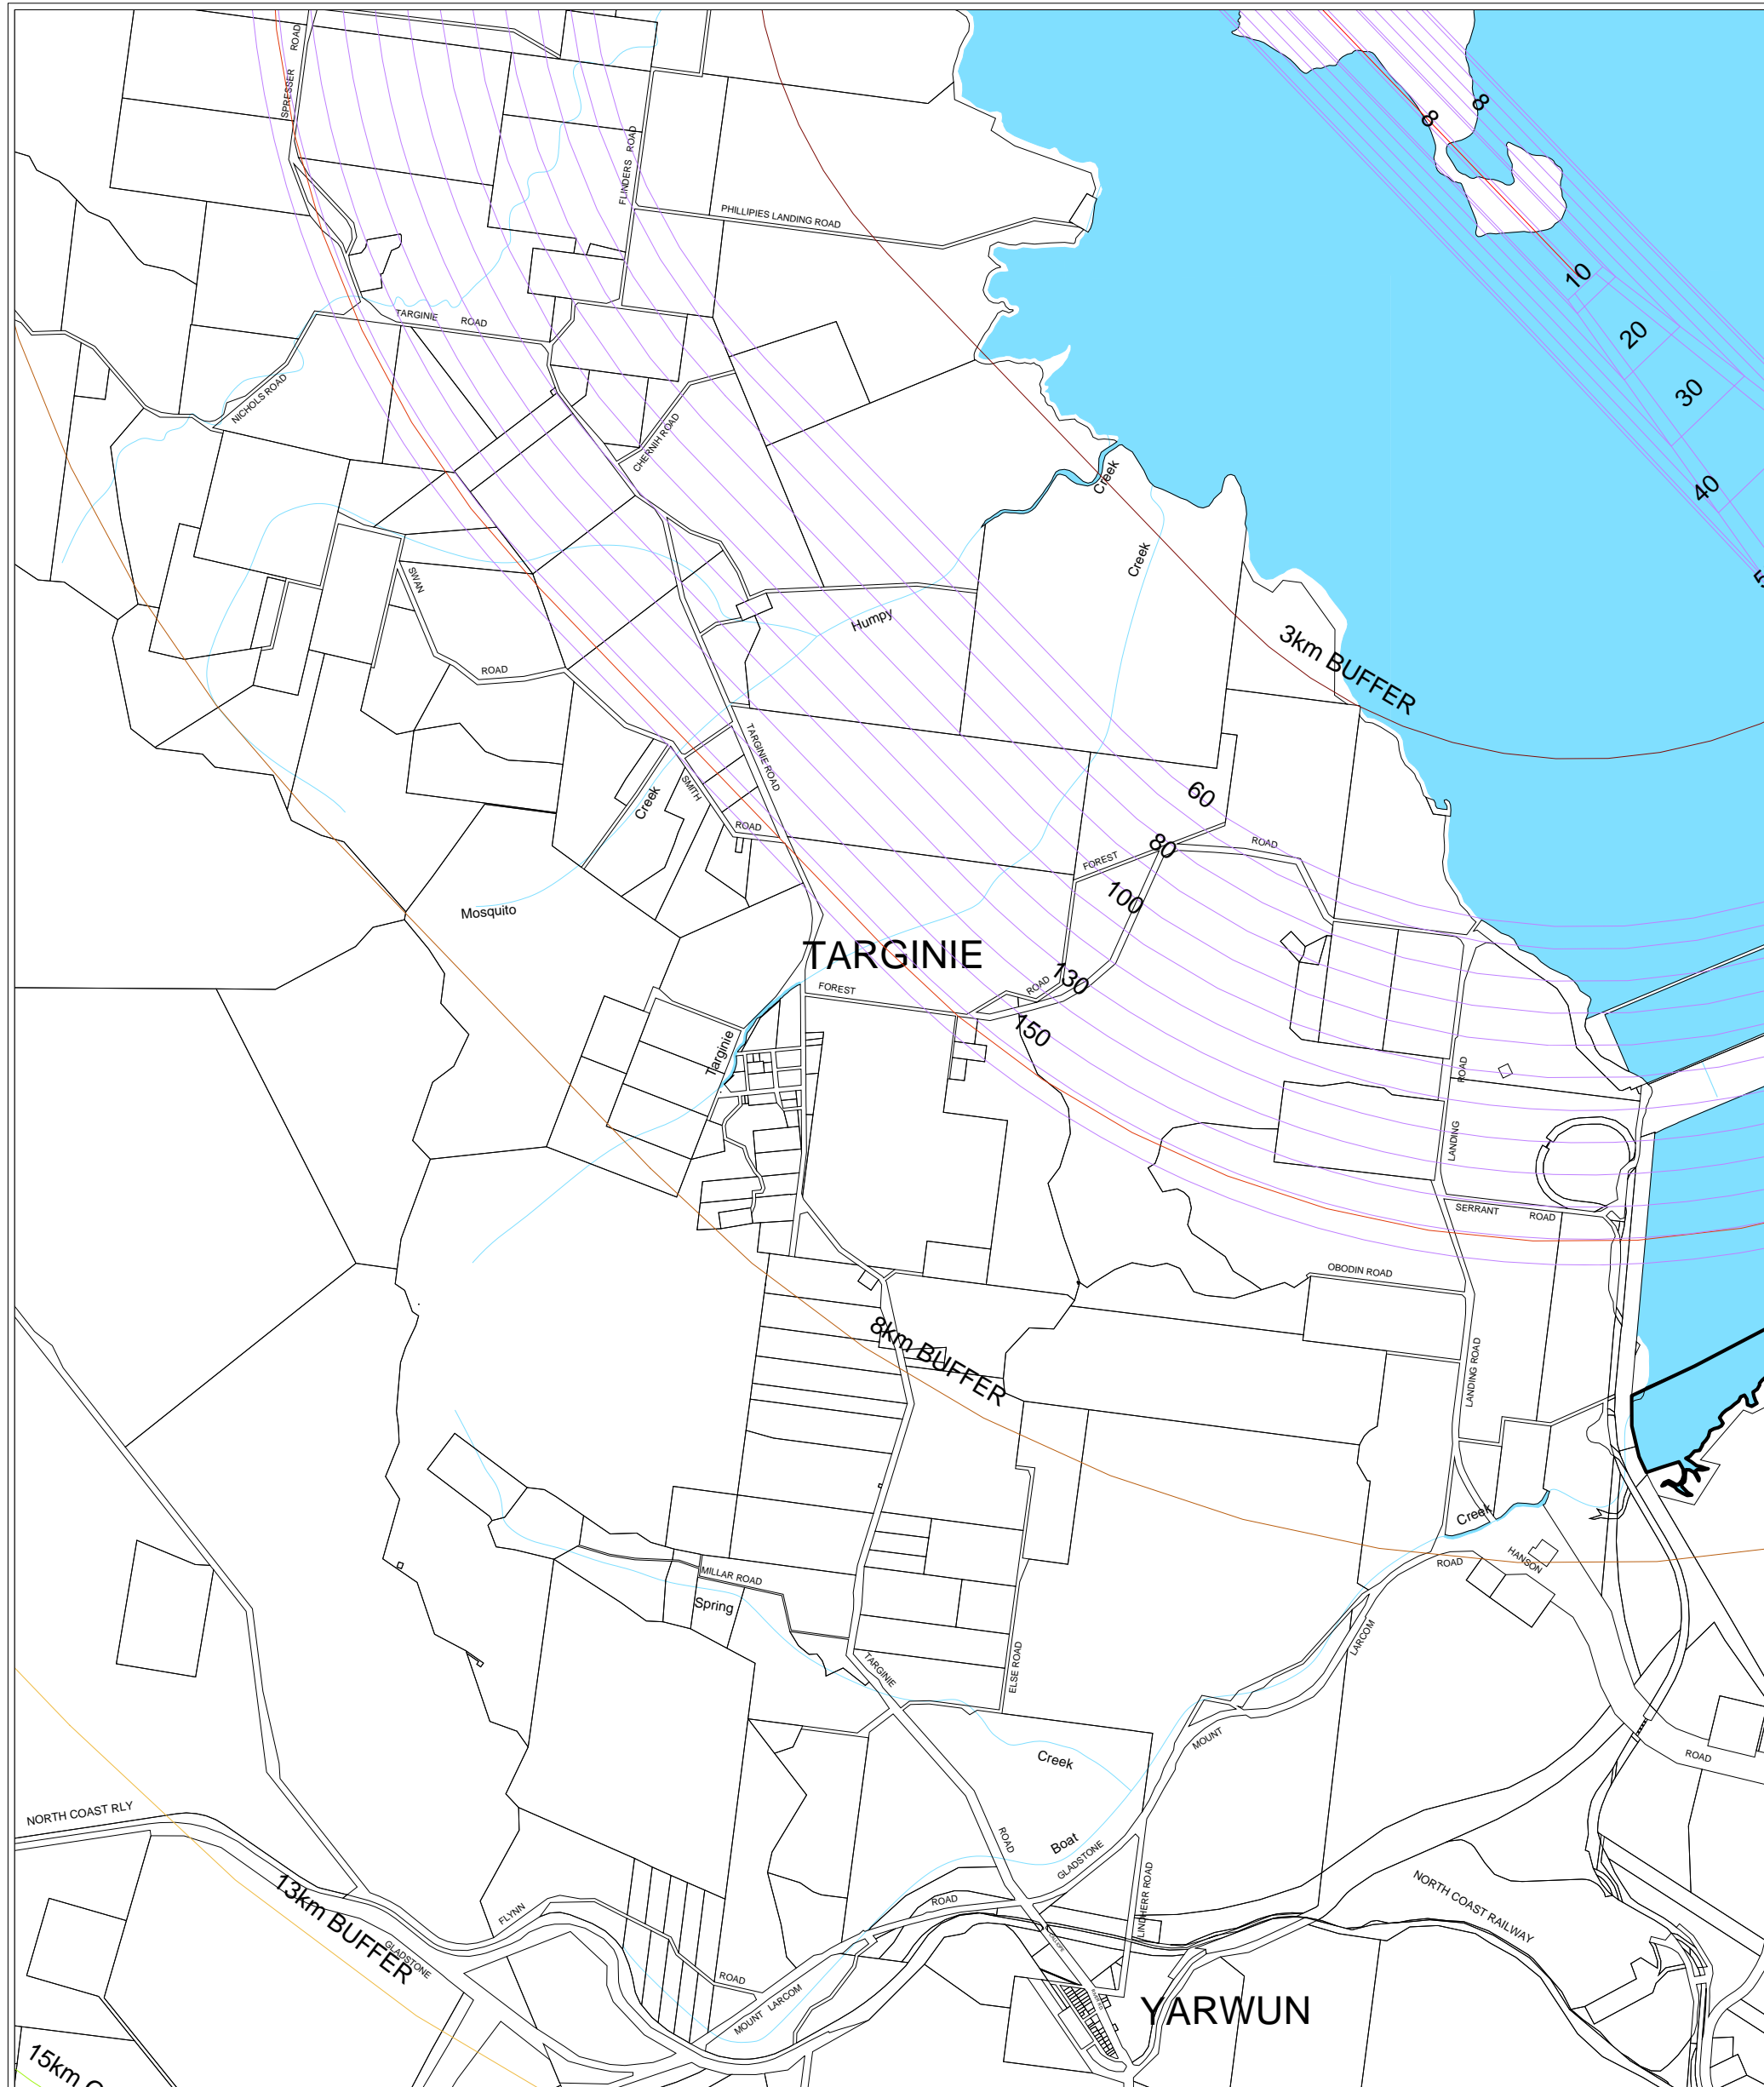 SPRESSER ROAD
FLINDERS ROAD
PHILLIPIES LANDING ROAD
8
8
10
20
30
40
TARGINIE ROAD
NICHOLS ROAD
CHERNIH ROAD
Creek
Creek
SWAN
ROAD
Humpy
3km BUFFER
TARGINIE ROAD
SMITH
ROAD
Creek
Mosquito
60
80
100
130
150
FOREST
ROAD
TARGINIE
FOREST
ROAD
Targinie
ROAD
LANDING
SERRANT ROAD
OBODIN ROAD
8km BUFFER
LANDING ROAD
Creek
HANSON
ROAD
MILLAR ROAD
Spring
LARCOM
ELSE ROAD
TARGINIE
MOUNT
Creek
ROAD
NORTH COAST RLY
ROAD
Boat
GLADSTONE
LINDHERR ROAD
13km BUFFER
FLYNN
GLADSTONE
ROAD
NORTH COAST RAILWAY
ROAD
MOUNT LARCOM
YARWUN
15km